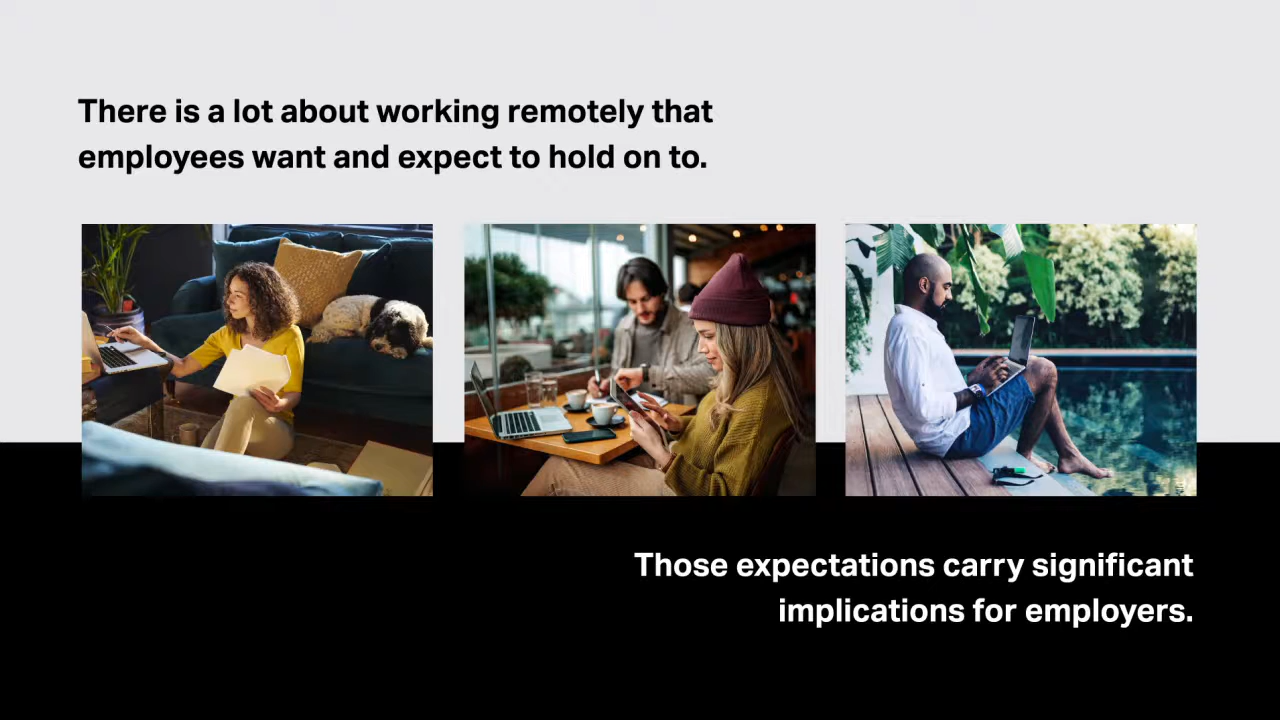 There is a lot about working remotely that
employees want and expect to hold on to.
Those expectations carry significant
implications for employers.